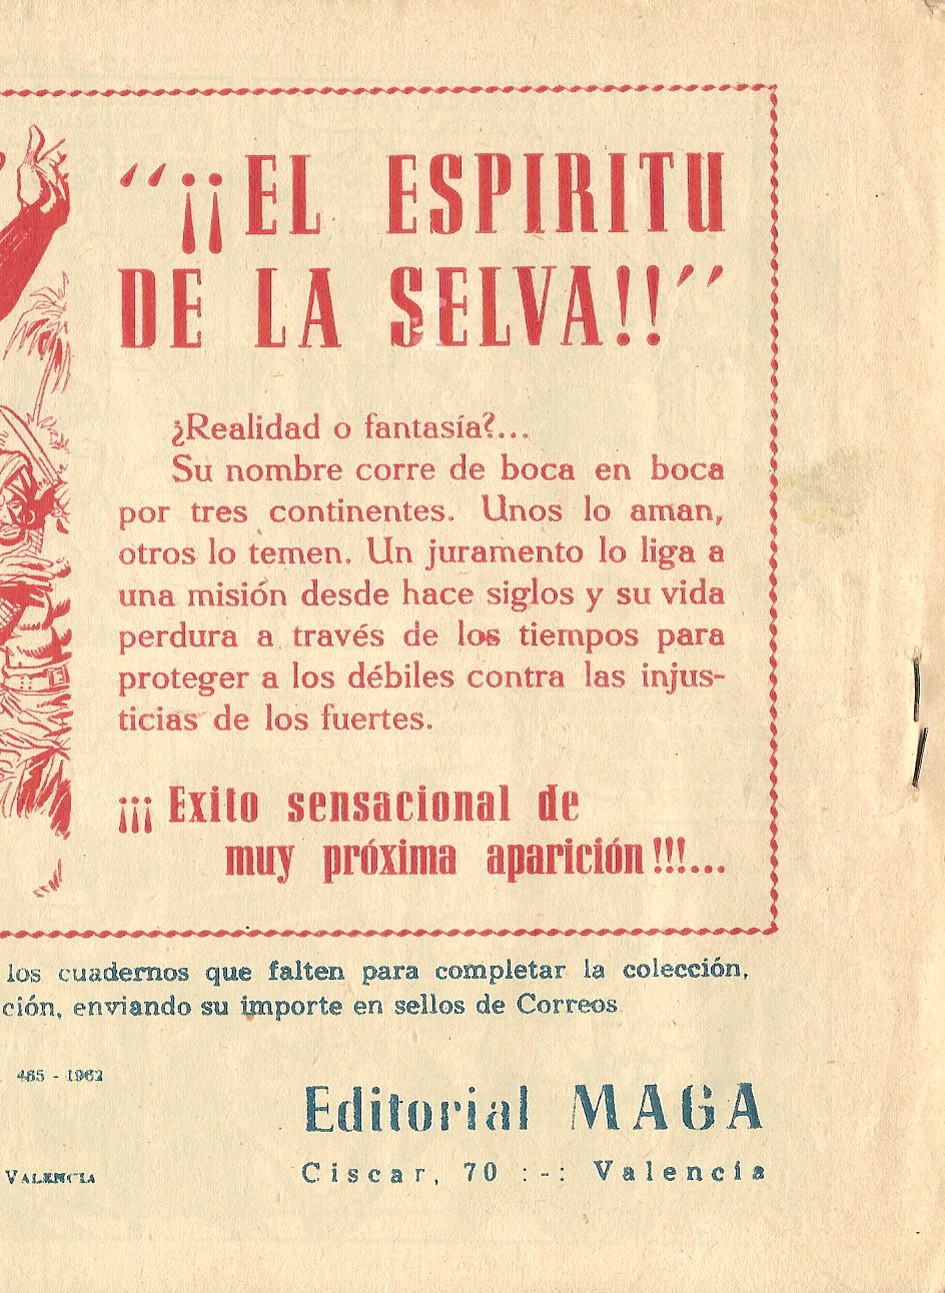 “¡¡EL ESPIRITU
DE LA SELVA!!”
¿Realidad o fantasía?...
Su nombre corre de boca en boca
por tres continentes. Unos lo aman,
otros lo temen. Un juramento lo liga a
una misión desde hace siglos y su vida
perdura a través de los tiempos para
proteger a los débiles contra las injus-
ticias de los fuertes.
¡¡¡ Exito sensacional de
muy próxima aparición !!!...
los cuadernos que falten para completar la colección,
ción, enviando su importe en sellos de Correos
485 - 1962
Editorial MAGA
VALENCIA
Ciscar, 70 :-: Valencia